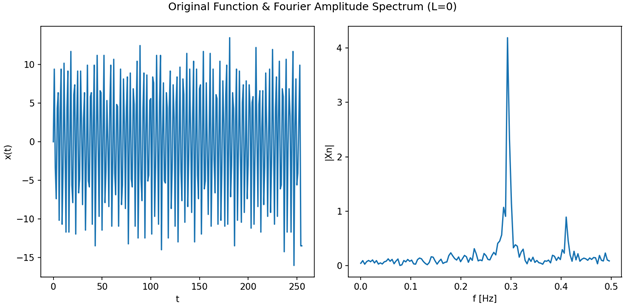 Original Function & Fourier Amplitude Spectrum (L=0)
10
5
0
−5
−10
−15
x(t)
0 50 100 150 200 250
t
4
3
2
1
0
|Xn|
0.0 0.1 0.2 0.3 0.4 0.5
f [Hz]